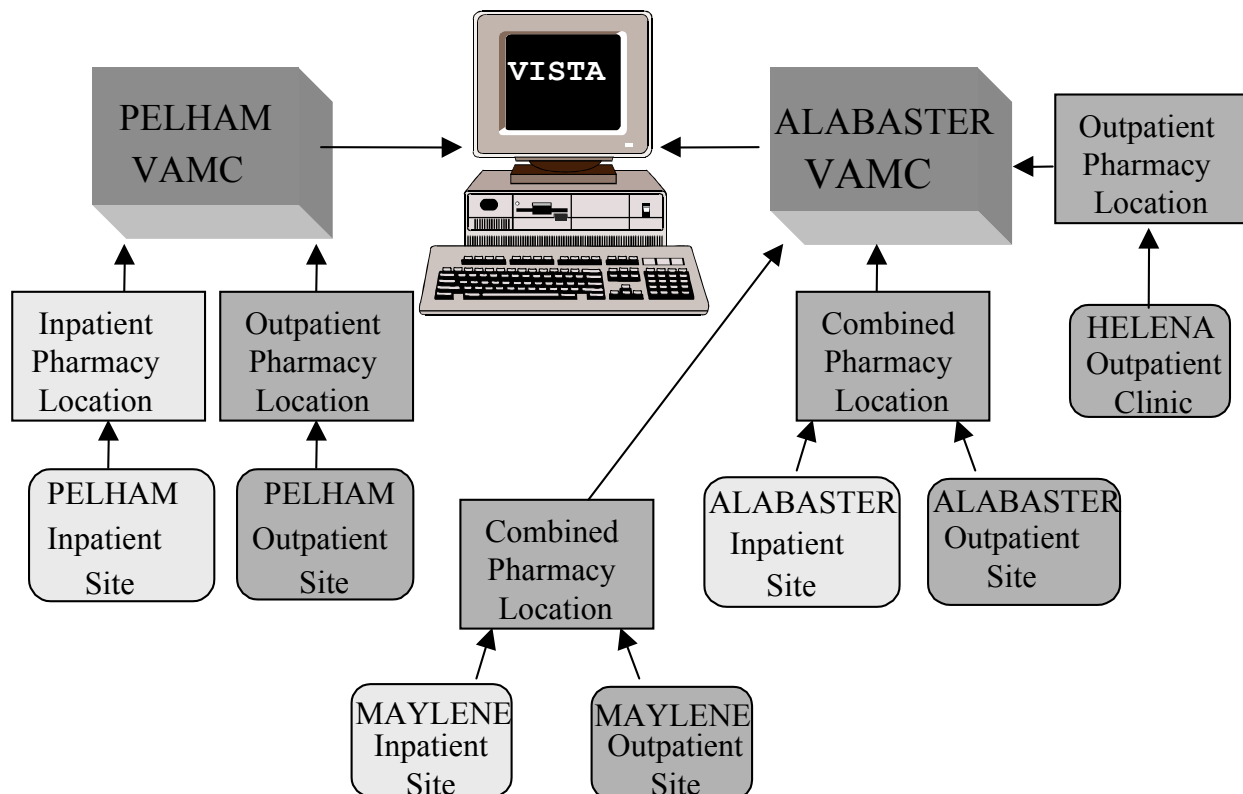 VISTA
PELHAM
VAMC
ALABASTER
VAMC
Outpatient
Pharmacy
Location
Inpatient
Pharmacy
Location
Outpatient
Pharmacy
Location
Combined
Pharmacy
Location
HELENA
Outpatient
Clinic
PELHAM
Inpatient
Site
PELHAM
Outpatient
Site
Combined
Pharmacy
Location
ALABASTER
Inpatient
Site
ALABASTER
Outpatient
Site
MAYLENE
Inpatient
Site
MAYLENE
Outpatient
Site